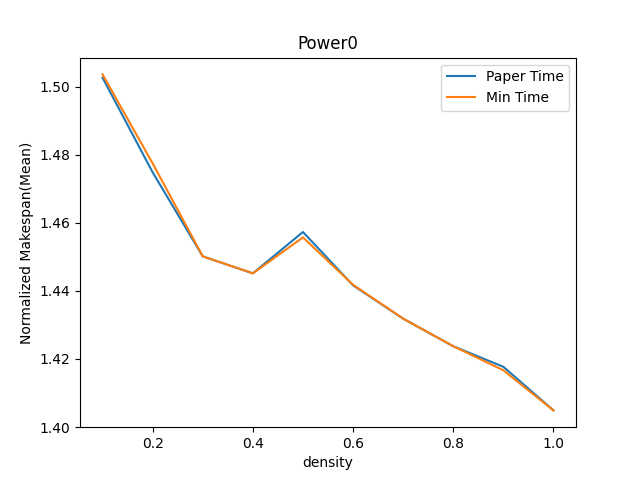 Power0
Paper Time
Min Time
Normalized Makespan(Mean)
1.50
1.48
1.46
1.44
1.42
1.40
0.2 0.4 0.6 0.8 1.0
density